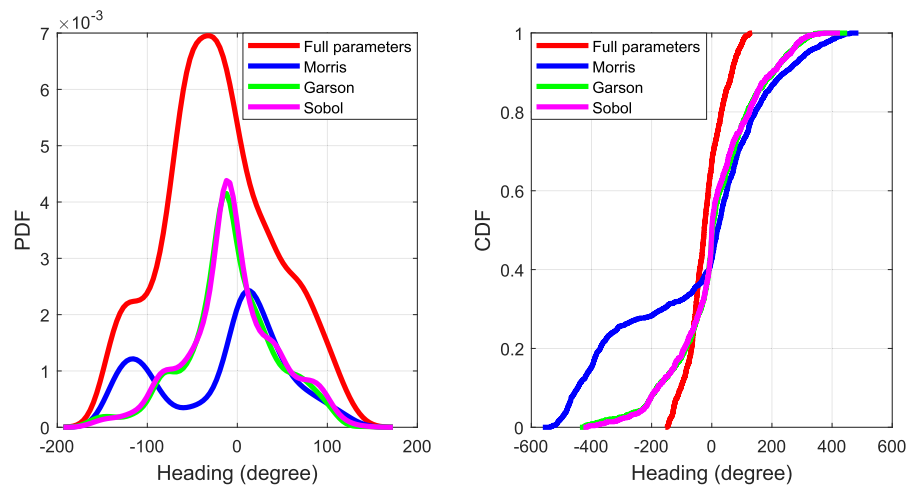 ×10⁻³
7
6
5
4
3
2
1
0
PDF
-200 -100 0 100 200
Heading (degree)
Full parameters
Morris
Garson
Sobol
1
0.8
0.6
0.4
0.2
0
CDF
-600 -400 -200 0 200 400 600
Heading (degree)
Full parameters
Morris
Garson
Sobol